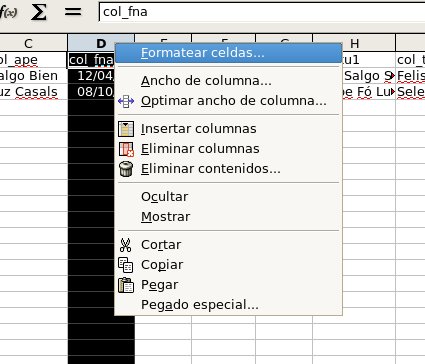 f(x) Σ = col_fna
C D H
ol_ape col_fna tu1 col_t
algo Bien 12/04/ Salgo S Felis
uz Casals 08/10/ pe Fó Lu Sele
Formatear celdas...
Ancho de columna...
Optimar ancho de columna...
Insertar columnas
Eliminar columnas
Eliminar contenidos...
Ocultar
Mostrar
Cortar
Copiar
Pegar
Pegado especial...